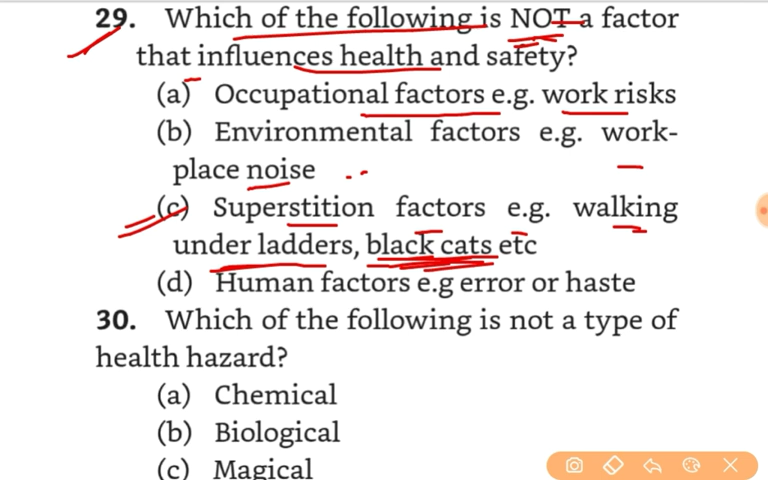 29. Which of the following is NOT a factor
that influences health and safety?
(a) Occupational factors e.g. work risks
(b) Environmental factors e.g. work-
place noise
(c) Superstition factors e.g. walking
under ladders, black cats etc
(d) Human factors e.g error or haste
30. Which of the following is not a type of
health hazard?
(a) Chemical
(b) Biological
(c) Magical